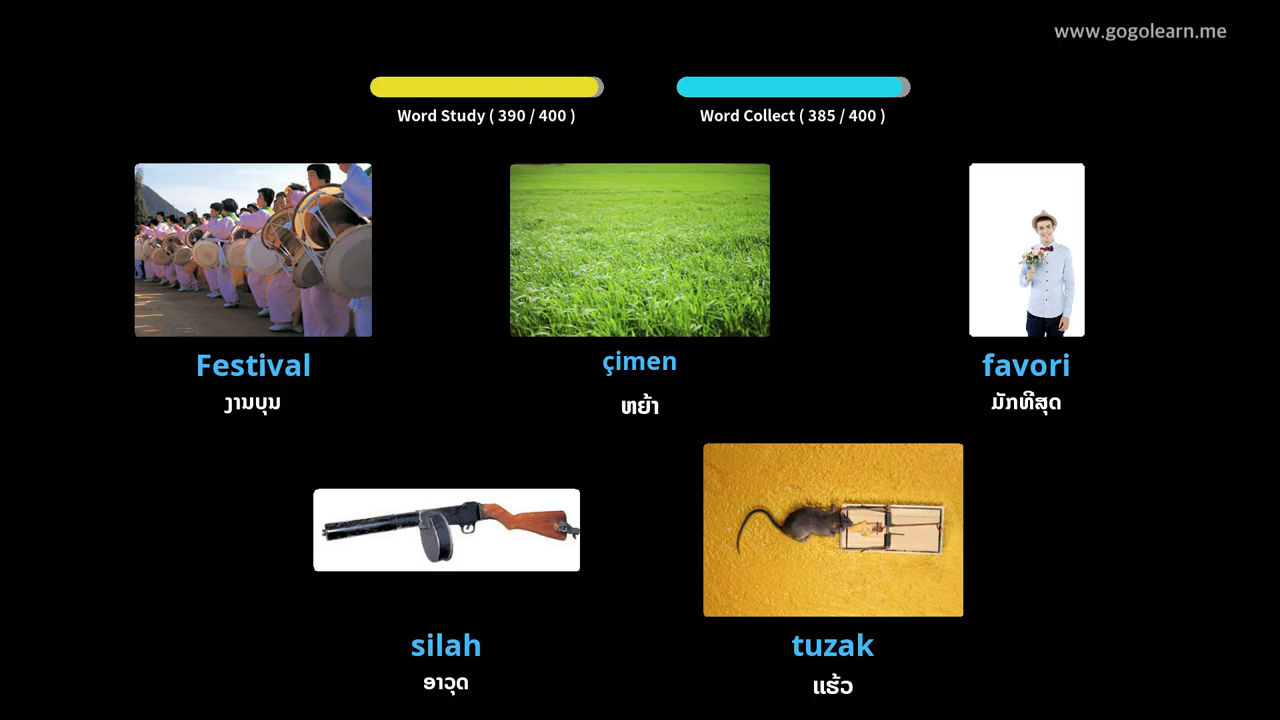 www.gogolearn.me
Word Study ( 390 / 400 )
Word Collect ( 385 / 400 )
Festival
ງານບຸນ
çimen
ຫຍ້າ
favori
ມັກທີສຸດ
silah
ອາວຸດ
tuzak
ແຮ້ວ